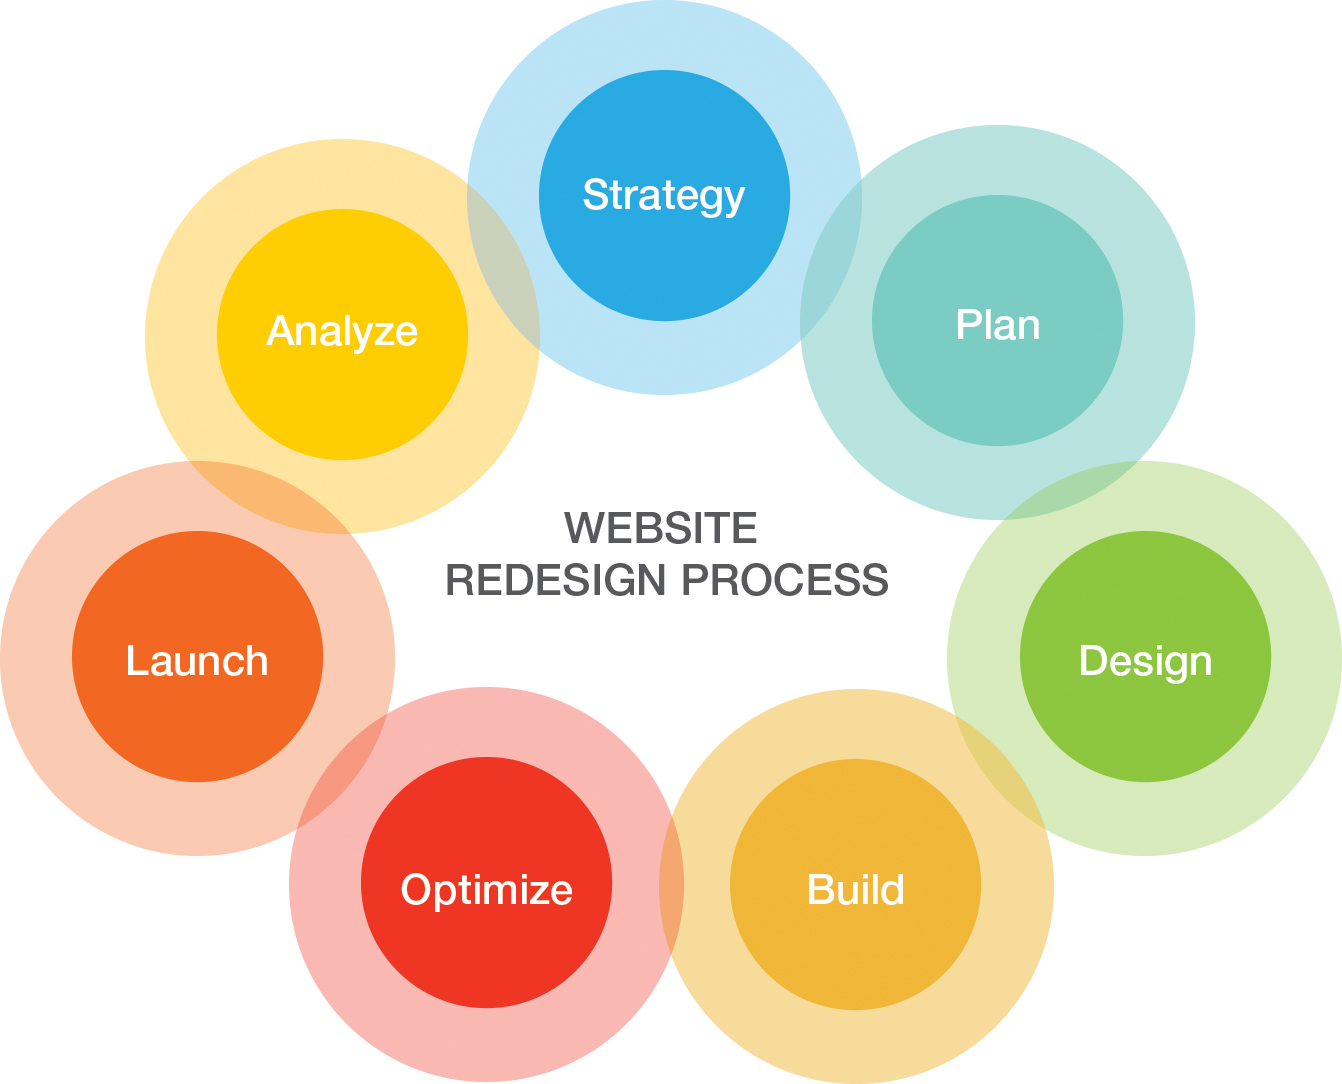 Strategy
Plan
Design
Build
Optimize
Launch
Analyze
WEBSITE
REDESIGN PROCESS